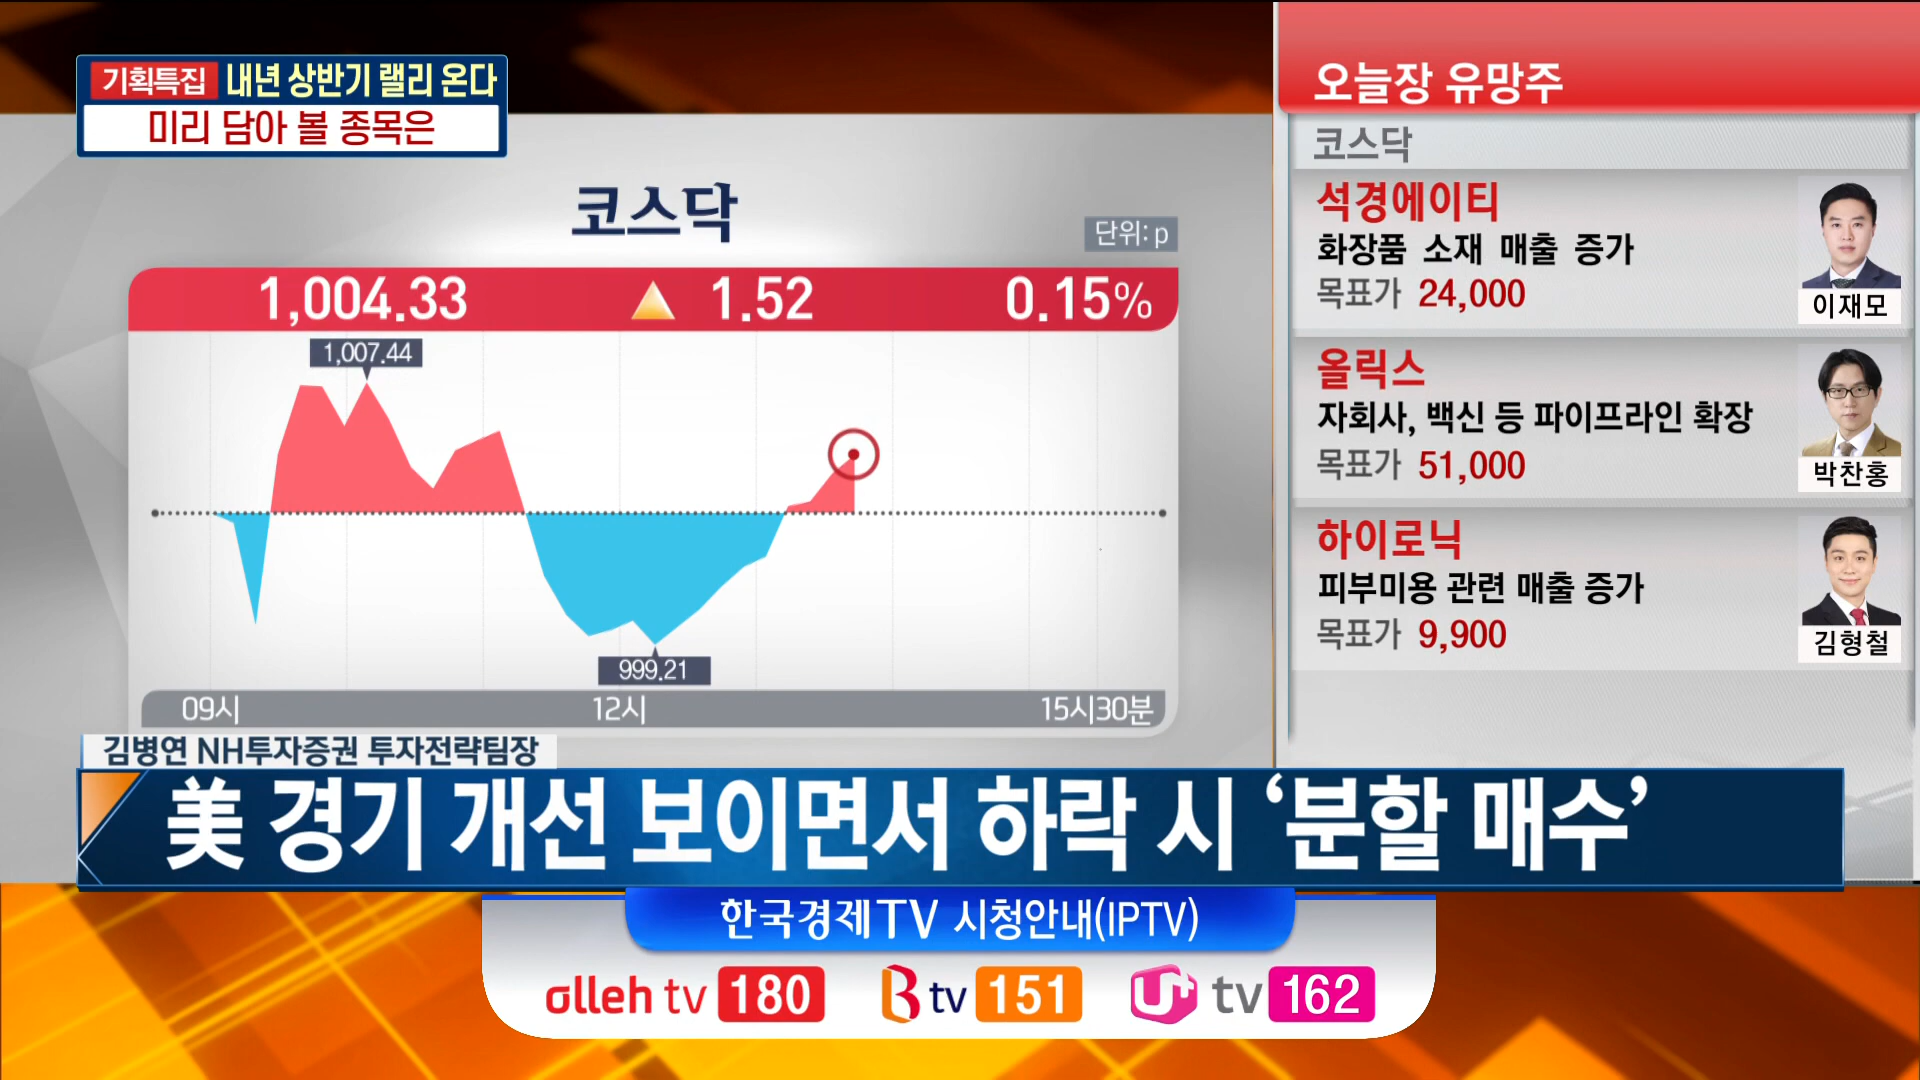 기획특집 내년 상반기 랠리 온다
미리 담아 볼 종목은
코스닥
단위: p
1,004.33 ▲ 1.52 0.15%
1,007.44
999.21
09시 12시 15시30분
오늘장 유망주
코스닥
석경에이티
화장품 소재 매출 증가
목표가 24,000
이재모
올릭스
자회사, 백신 등 파이프라인 확장
목표가 51,000
박찬홍
하이로닉
피부미용 관련 매출 증가
목표가 9,900
김형철
김병연 NH투자증권 투자전략팀장
美 경기 개선 보이면서 하락 시 ‘분할 매수’
한국경제TV 시청안내(IPTV)
olleh tv 180 B tv 151 U+ tv 162